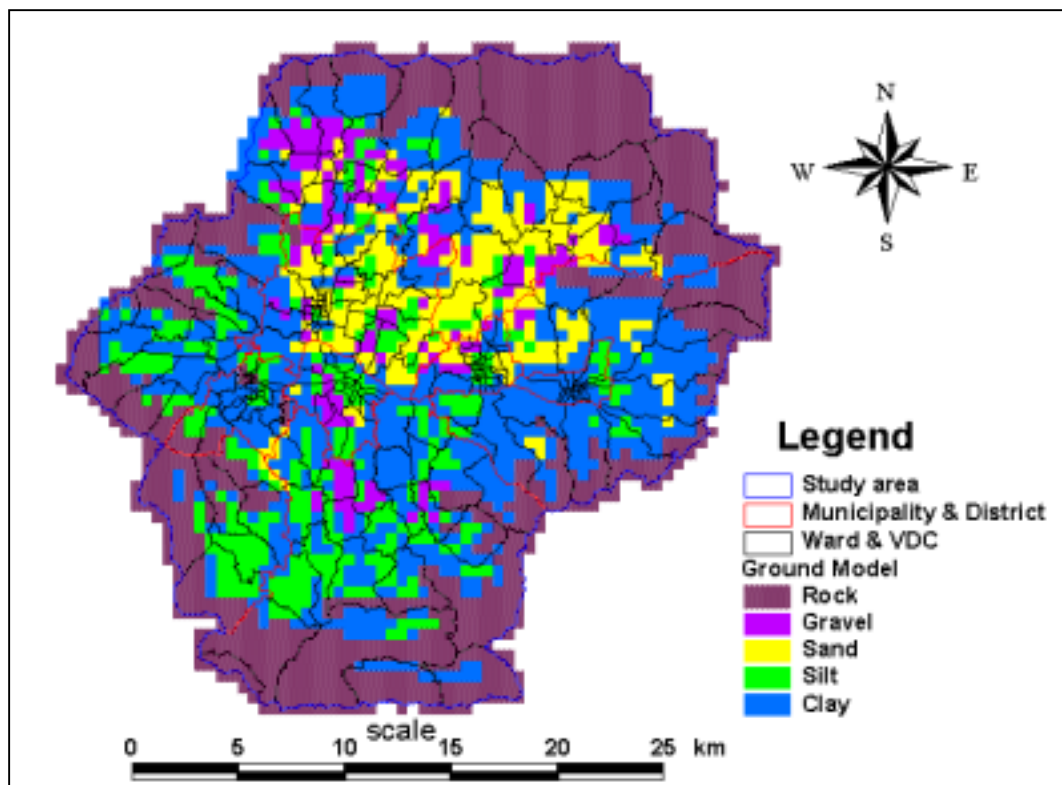 N
W E
S
Legend
Study area
Municipality & District
Ward & VDC
Ground Model
Rock
Gravel
Sand
Silt
Clay
scale
0 5 10 15 20 25 km